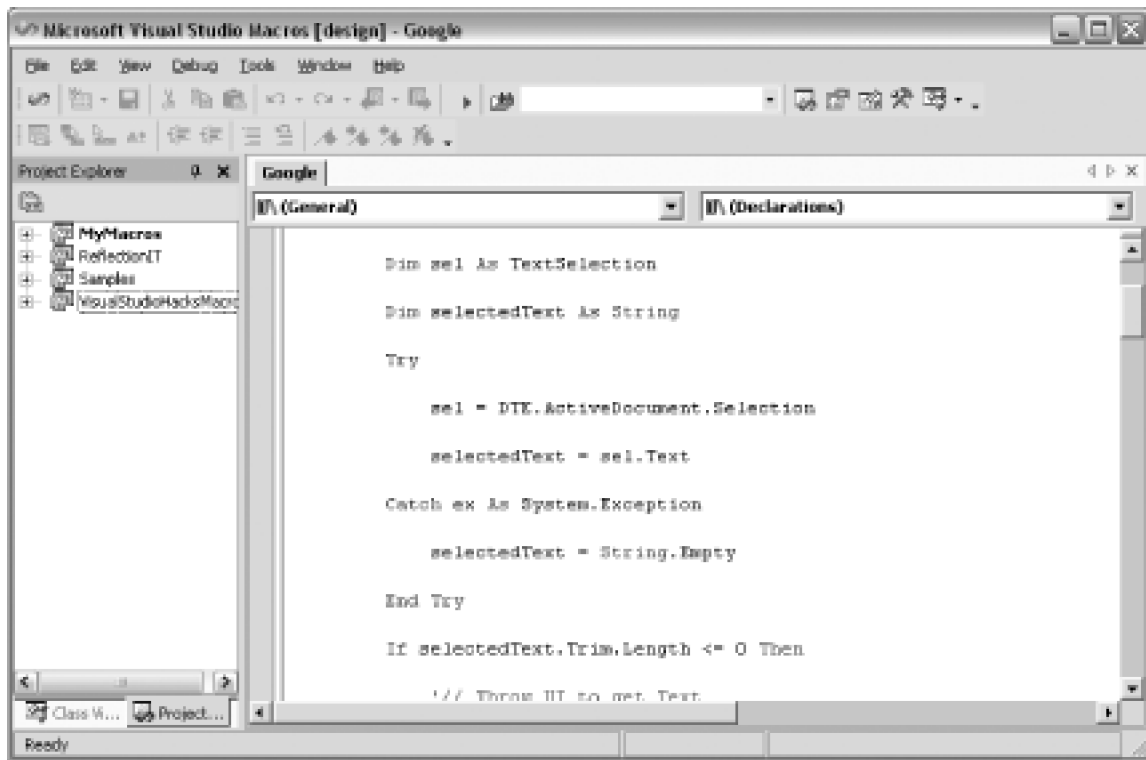 Microsoft Visual Studio Macros [design] - Google
File Edit View Debug Tools Window Help
Project Explorer
Google
(General)
(Declarations)
MyMacros
ReflectionIT
Samples
VisualStudioHacksMacro
Dim sel As TextSelection
Dim selectedText As String
Try
sel = DTE.ActiveDocument.Selection
selectedText = sel.Text
Catch ex As System.Exception
selectedText = String.Empty
End Try
If selectedText.Trim.Length <= 0 Then
'// Throw UI to get Text
Class Vi... Project...
Ready